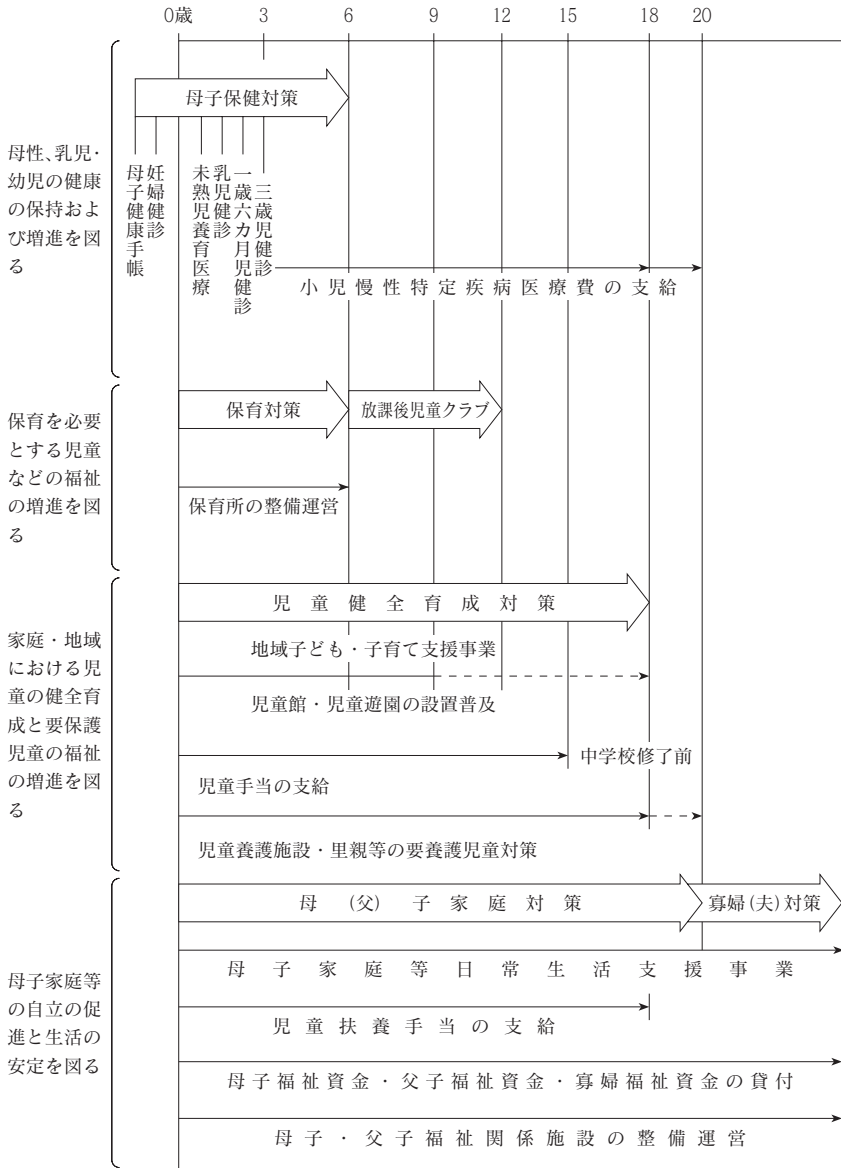 0歳 3 6 9 12 15 18 20
母性、乳児・
幼児の健康
の保持およ
び増進を図
る
母子保健対策
母子健康手帳
妊婦健診
未熟児養育医療
乳児健診
一歳六カ月児健診
三歳児健診
小児慢性特定疾病医療費の支給
保育を必要
とする児童
などの福祉
の増進を図
る
保育対策
放課後児童クラブ
保育所の整備運営
家庭・地域
における児
童の健全育
成と要保護
児童の福祉
の増進を図
る
児童健全育成対策
地域子ども・子育て支援事業
児童館・児童遊園の設置普及
中学校修了前
児童手当の支給
児童養護施設・里親等の要養護児童対策
母子家庭等
の自立の促
進と生活の
安定を図る
母(父)子家庭対策
寡婦(夫)対策
母子家庭等日常生活支援事業
児童扶養手当の支給
母子福祉資金・父子福祉資金・寡婦福祉資金の貸付
母子・父子福祉関係施設の整備運営